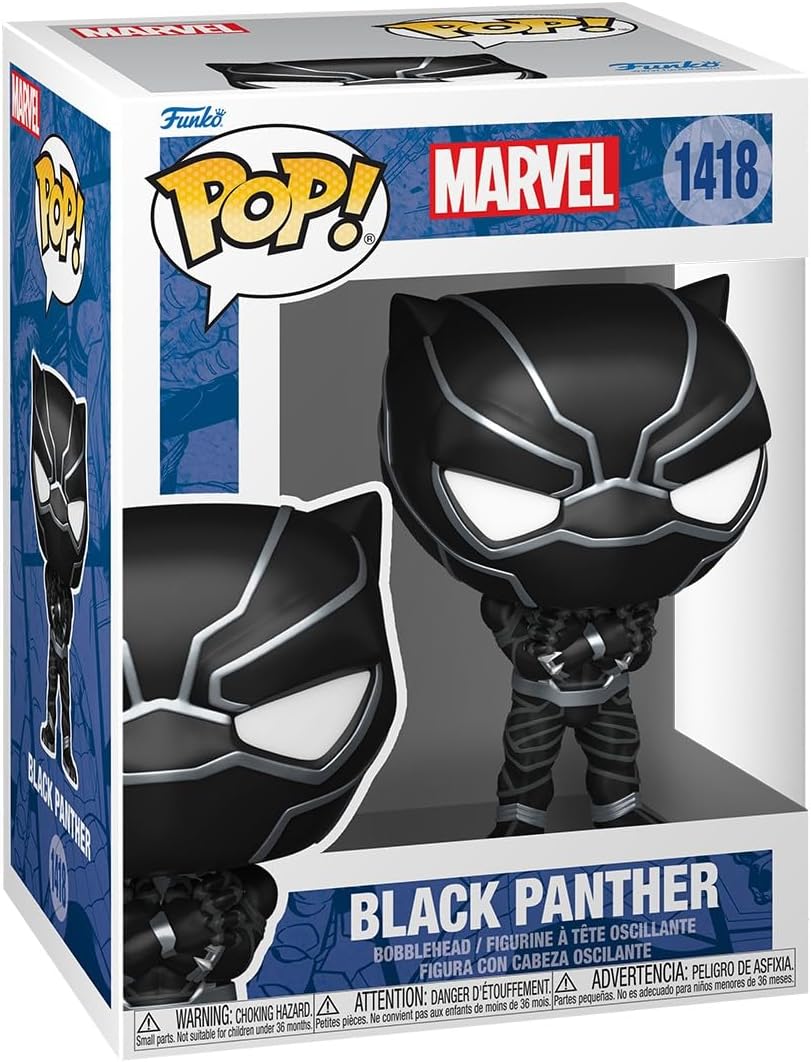 MARVEL
POP!
Funko
MARVEL
POP!
BLACK PANTHER
1418
Funko
POP!®
MARVEL
1418
BLACK PANTHER
BOBBLEHEAD / FIGURINE À TÊTE OSCILLANTE
FIGURA CON CABEZA OSCILANTE
WARNING: CHOKING HAZARD.
Small parts. Not suitable for children under 36 months.
ATTENTION: DANGER D'ÉTOUFFEMENT.
Petites pièces. Ne convient pas aux enfants de moins de 36 mois.
ADVERTENCIA: PELIGRO DE ASFIXIA.
Partes pequeñas. No es adecuado para niños menores de 36 meses.